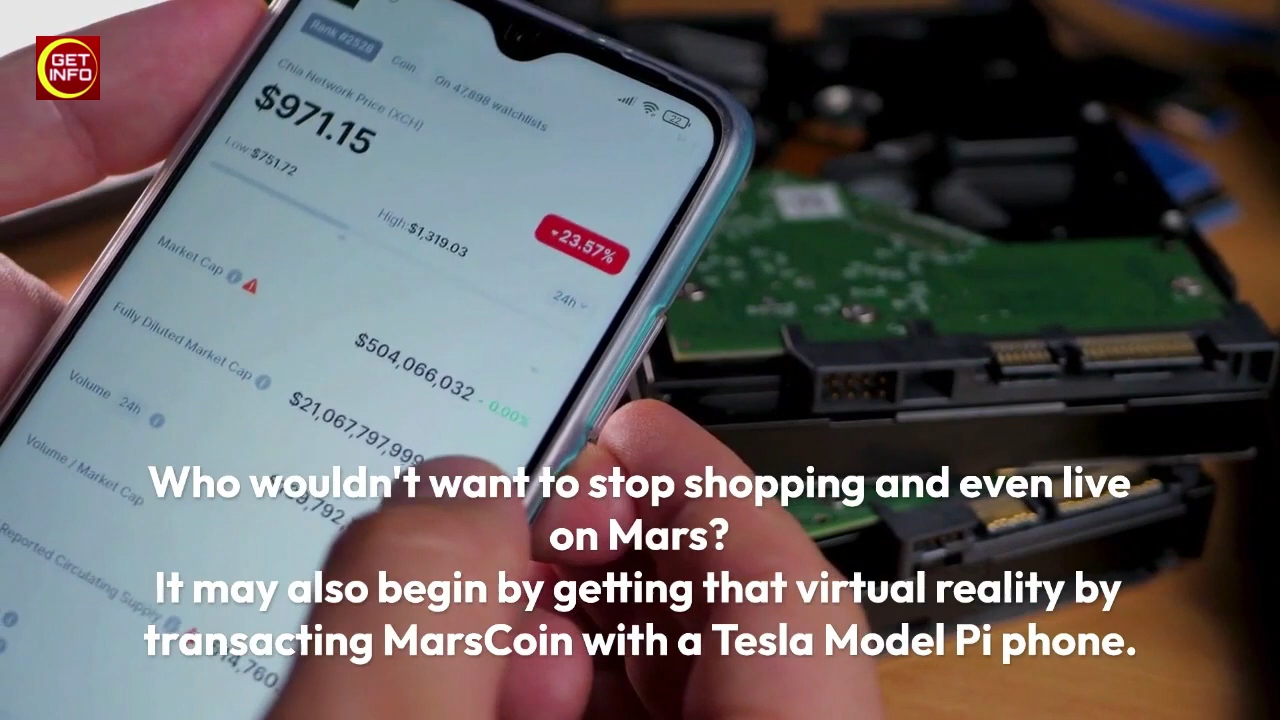 GET
INFO
Rank #2528
Coin
On 47,898 watchlists
22
Chia Network Price (XCH)
$971.15
Low:$751.72
High:$1,319.03
23.57%
24h
Market Cap
$504,066,032
- 0.00%
Fully Diluted Market Cap
$21,067,797,999
Volume 24h
Volume / Market Cap
Reported Circulating Supply
Who wouldn't want to stop shopping and even live
on Mars?
It may also begin by getting that virtual reality by
transacting MarsCoin with a Tesla Model Pi phone.